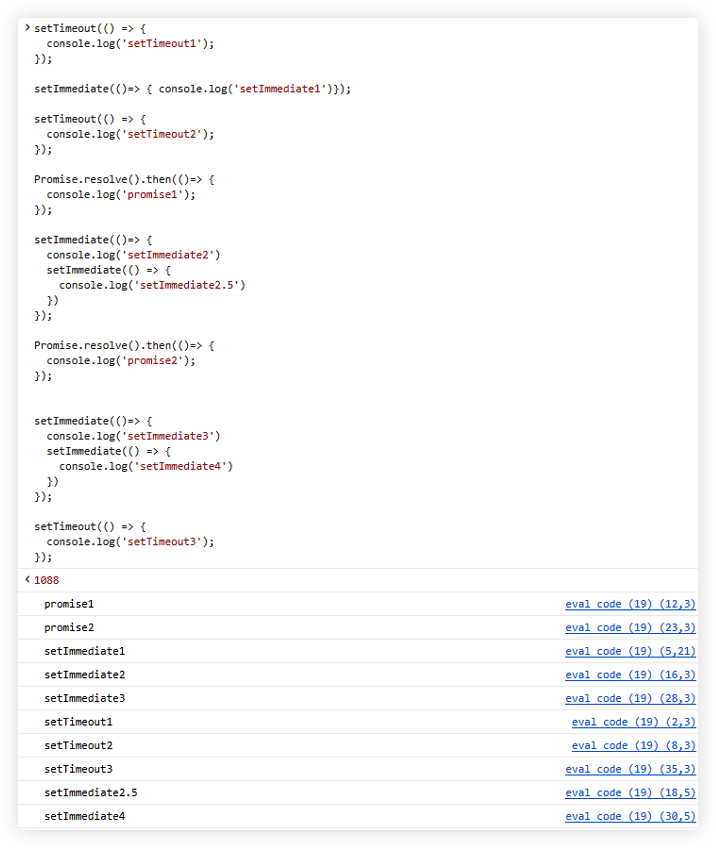 > setTimeout(() => {
  console.log('setTimeout1');
});

setImmediate(()=> { console.log('setImmediate1')});

setTimeout(() => {
  console.log('setTimeout2');
});

Promise.resolve().then(()=> {
  console.log('promise1');
});

setImmediate(()=> {
  console.log('setImmediate2')
  setImmediate(() => {
    console.log('setImmediate2.5')
  })
});

Promise.resolve().then(()=> {
  console.log('promise2');
});


setImmediate(()=> {
  console.log('setImmediate3')
  setImmediate(() => {
    console.log('setImmediate4')
  })
});

setTimeout(() => {
  console.log('setTimeout3');
});
< 1088
promise1 eval code (19) (12,3)
promise2 eval code (19) (23,3)
setImmediate1 eval code (19) (5,21)
setImmediate2 eval code (19) (16,3)
setImmediate3 eval code (19) (28,3)
setTimeout1 eval code (19) (2,3)
setTimeout2 eval code (19) (8,3)
setTimeout3 eval code (19) (35,3)
setImmediate2.5 eval code (19) (18,5)
setImmediate4 eval code (19) (30,5)